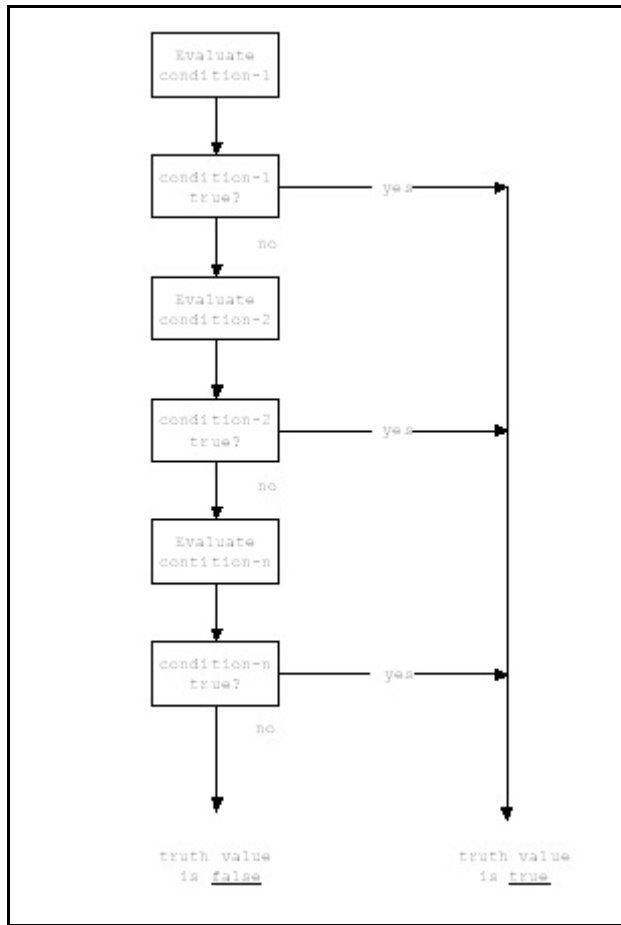 Evaluate
condition-1
condition-1
true?
yes
no
Evaluate
condition-2
condition-2
true?
yes
no
Evaluate
contition-n
condition-n
true?
yes
no
truth value
is false
truth value
is true